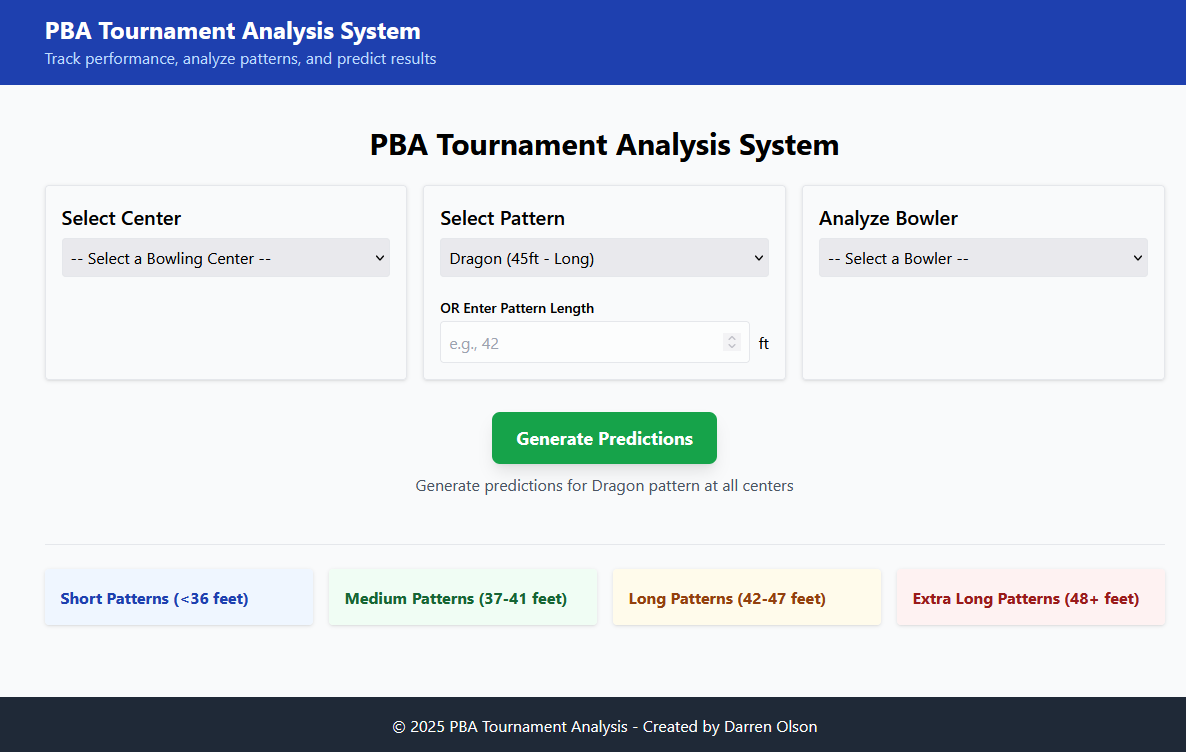 PBA Tournament Analysis System
Track performance, analyze patterns, and predict results
PBA Tournament Analysis System
Select Center
-- Select a Bowling Center --
Select Pattern
Dragon (45ft - Long)
OR Enter Pattern Length
e.g., 42
ft
Analyze Bowler
-- Select a Bowler --
Generate Predictions
Generate predictions for Dragon pattern at all centers
Short Patterns (<36 feet)
Medium Patterns (37-41 feet)
Long Patterns (42-47 feet)
Extra Long Patterns (48+ feet)
© 2025 PBA Tournament Analysis - Created by Darren Olson